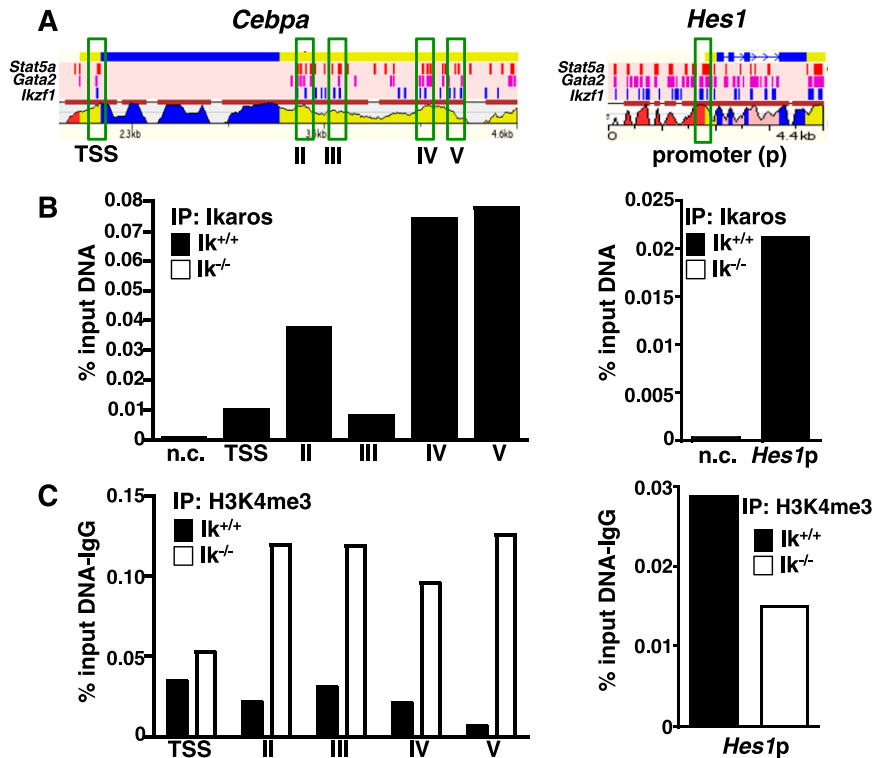 A
Cebpa
Hes1
Stat5a
Gata2
Ikzf1
2.3kb
4.6kb
TSS
II
III
IV
V
Stat5a
Gata2
Ikzf1
0
4.4kb
promoter (p)
B
% input DNA
0.08
0.07
0.06
0.05
0.04
0.03
0.02
0.01
0
IP: Ikaros
Ik+/+
Ik-/-
n.c.
TSS
II
III
IV
V
% input DNA
0.025
0.02
0.015
0.01
0.005
0
IP: Ikaros
Ik+/+
Ik-/-
n.c.
Hes1p
C
% input DNA-IgG
0.15
0.10
0.05
0
IP: H3K4me3
Ik+/+
Ik-/-
TSS
II
III
IV
V
% input DNA-IgG
0.03
0.03
0.01
0
IP: H3K4me3
Ik+/+
Ik-/-
Hes1p